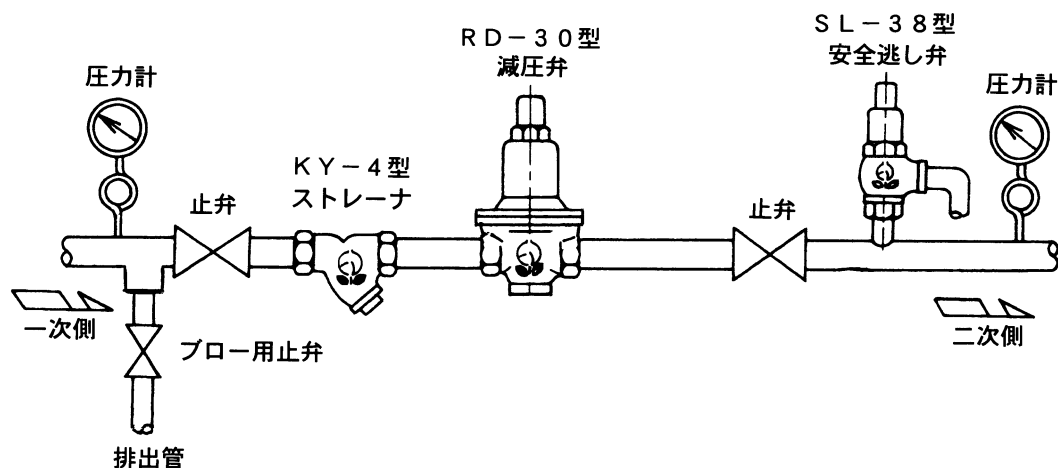 ＳＬ－３８型
安全逃し弁
ＲＤ－３０型
減圧弁
圧力計
圧力計
ＫＹ－４型
ストレーナ
止弁
止弁
一次側
二次側
ブロー用止弁
排出管